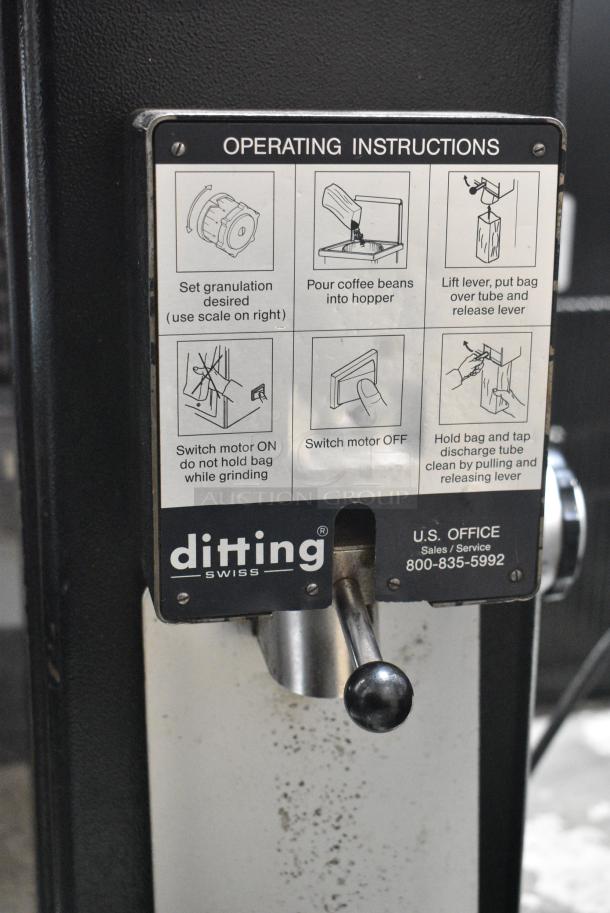 OPERATING INSTRUCTIONS
Set granulation
desired
(use scale on right)
Pour coffee beans
into hopper
Lift lever, put bag
over tube and
release lever
Switch motor ON
do not hold bag
while grinding
Switch motor OFF
Hold bag and tap
discharge tube
clean by pulling and
releasing lever
AUCTION GROUP
ditting®
SWISS
U.S. OFFICE
Sales / Service
800-835-5992